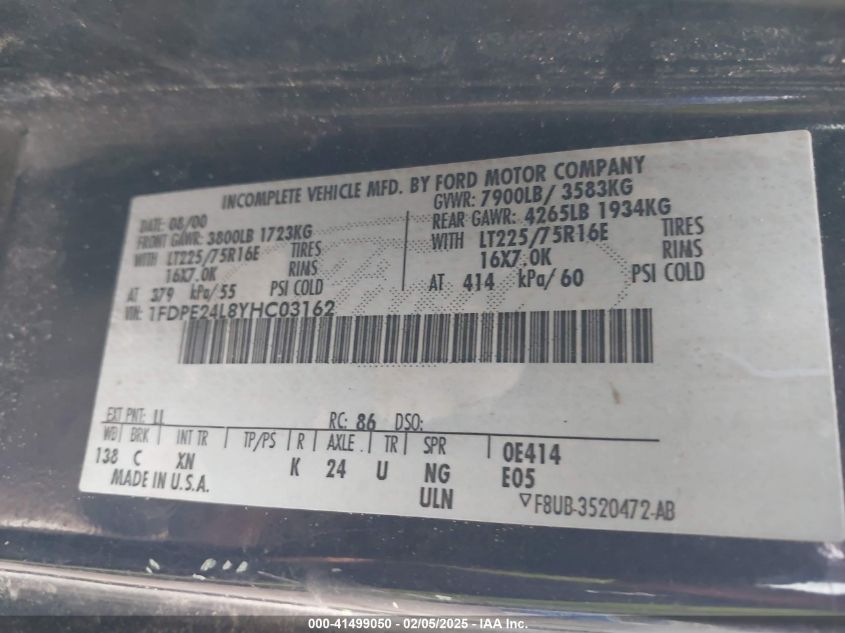 INCOMPLETE VEHICLE MFD. BY FORD MOTOR COMPANY
DATE: 08/00
FRONT GAWR: 3800LB 1723KG
WITH LT225/75R16E TIRES
16X7.0K RIMS
AT 379 kPa/55 PSI COLD
GVWR: 7900LB/ 3583KG
REAR GAWR: 4265LB 1934KG
WITH LT225/75R16E TIRES
16X7.0K RIMS
AT 414 kPa/60 PSI COLD
VIN: 1FDPE24L8YHC03162
EXT PNT: LL RC: 86 DSO:
WB BRK INT TR TP/PS R AXLE TR SPR 0E414
138 C XN K 24 U NG E05
MADE IN U.S.A. ULN ▽F8UB-3520472-AB
000-41499050 - 02/05/2025 - IAA Inc.